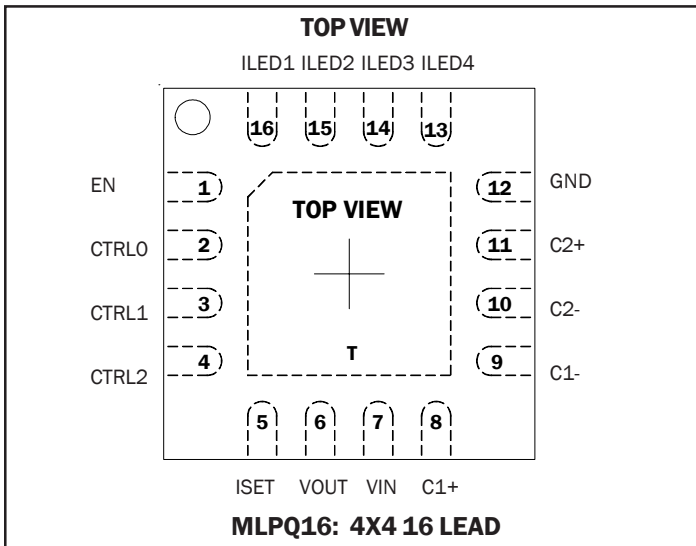 TOP VIEW
ILED1 ILED2 ILED3 ILED4
16 15 14 13
EN 1 12 GND
TOP VIEW
CTRL0 2 11 C2+
CTRL1 3 10 C2-
CTRL2 4 T 9 C1-
5 6 7 8
ISET VOUT VIN C1+
MLPQ16: 4X4 16 LEAD